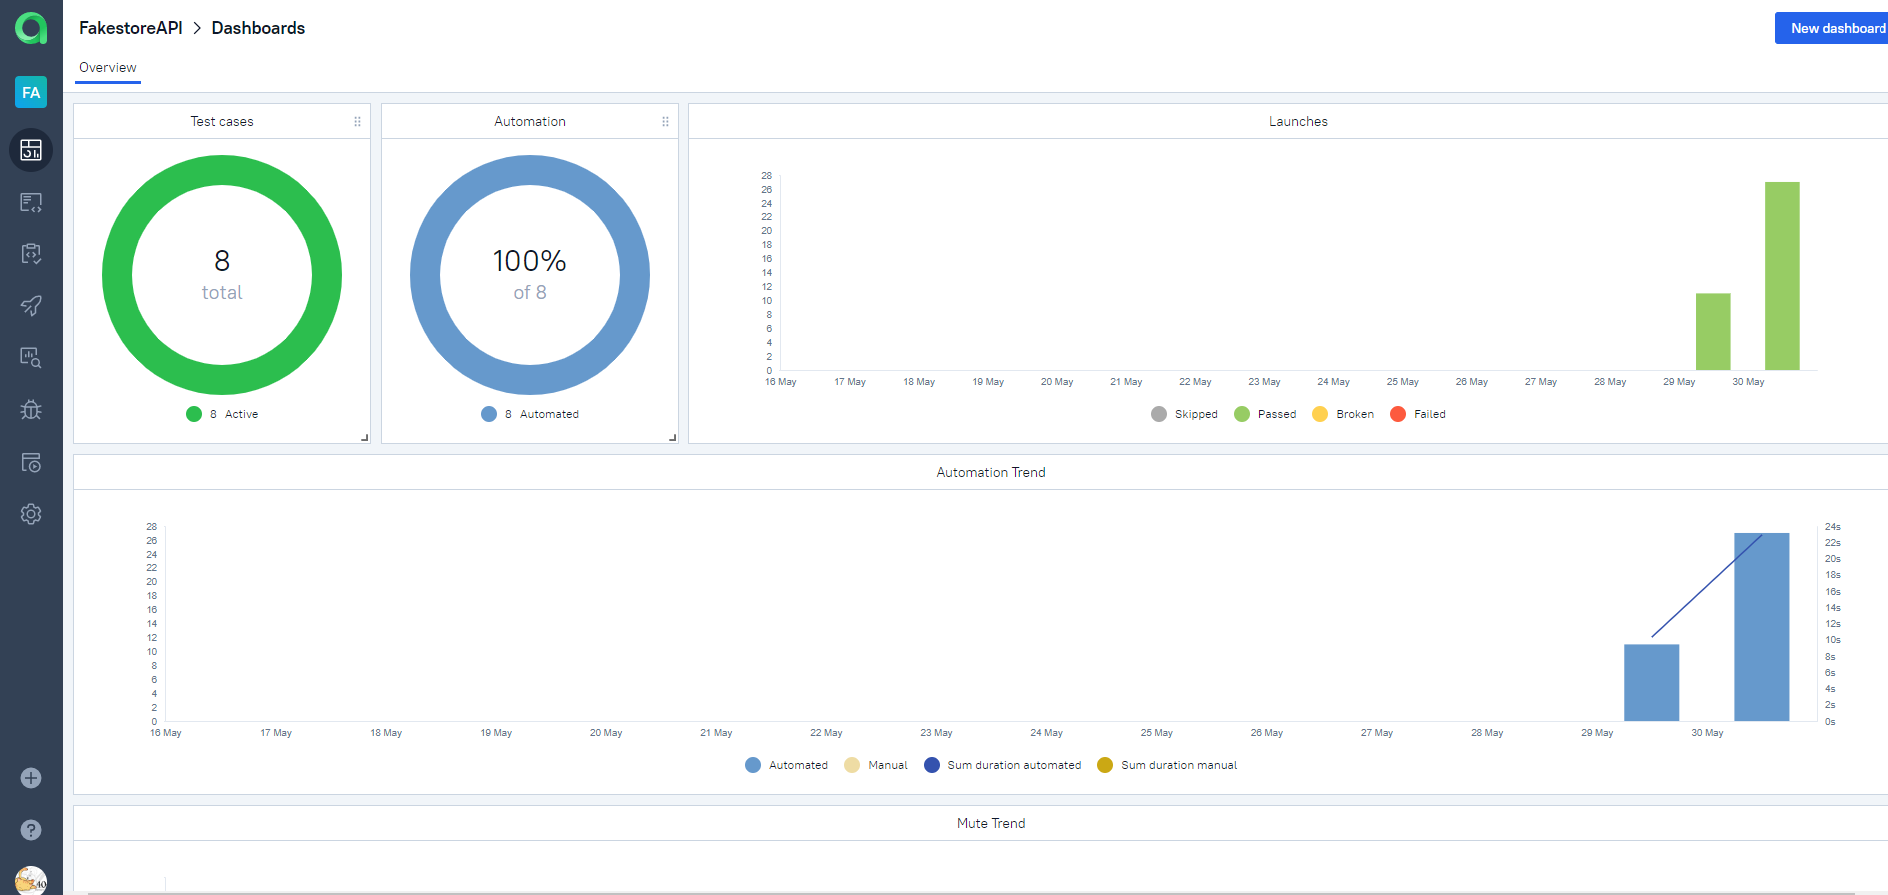 FakestoreAPI > Dashboards
New dashboard
Overview
FA
Test cases
8
total
8 Active
Automation
100%
of 8
8 Automated
Launches
28
26
24
22
20
18
16
14
12
10
8
6
4
2
0
16 May 17 May 18 May 19 May 20 May 21 May 22 May 23 May 24 May 25 May 26 May 27 May 28 May 29 May 30 May
Skipped Passed Broken Failed
Automation Trend
28
26
24
22
20
18
16
14
12
10
8
6
4
2
0
24s
22s
20s
18s
16s
14s
12s
10s
8s
6s
4s
2s
0s
16 May 17 May 18 May 19 May 20 May 21 May 22 May 23 May 24 May 25 May 26 May 27 May 28 May 29 May 30 May
Automated Manual Sum duration automated Sum duration manual
Mute Trend